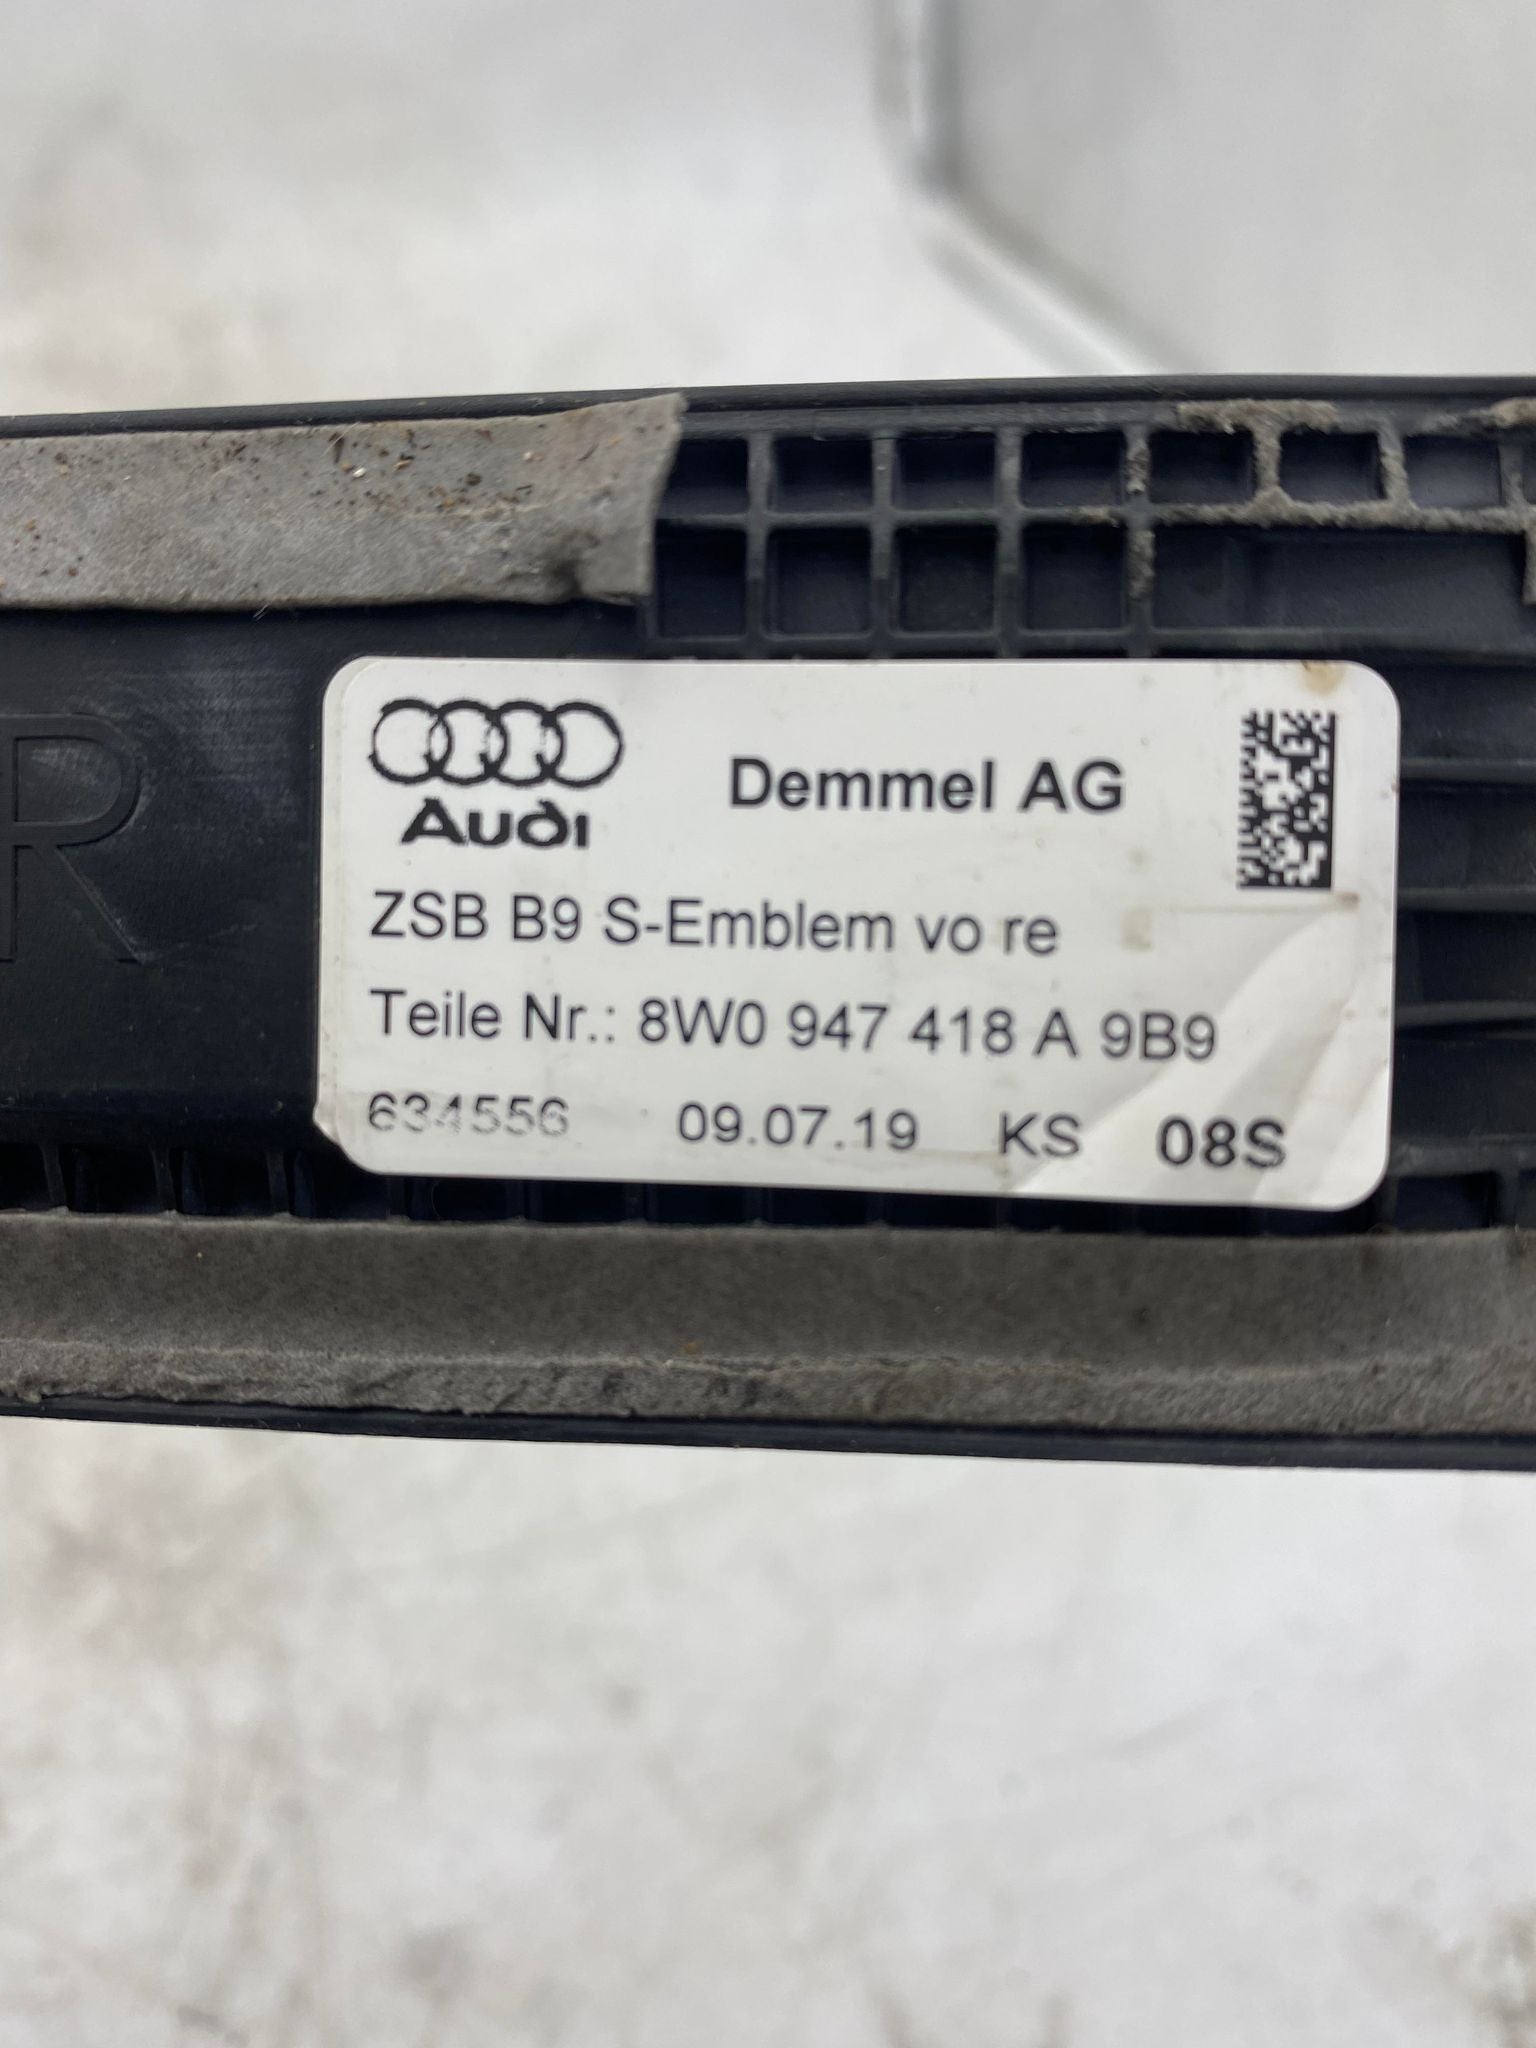 R
Audi
Demmel AG
ZSB B9 S-Emblem vo re
Teile Nr.: 8W0 947 418 A 9B9
634556 09.07.19 KS 08S